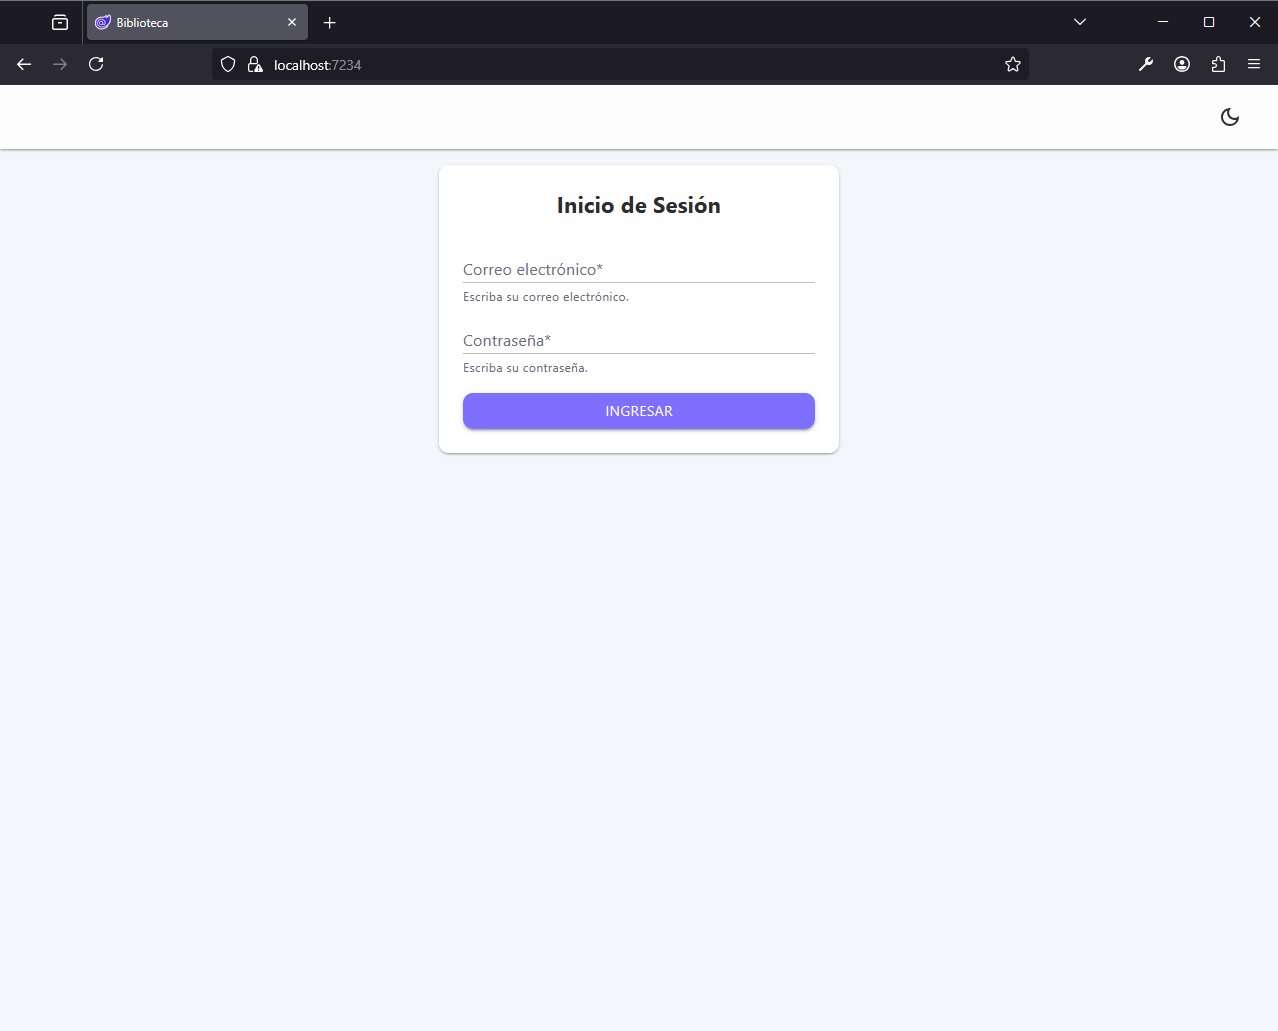 Biblioteca
localhost:7234
Inicio de Sesión
Correo electrónico*
Escriba su correo electrónico.
Contraseña*
Escriba su contraseña.
INGRESAR